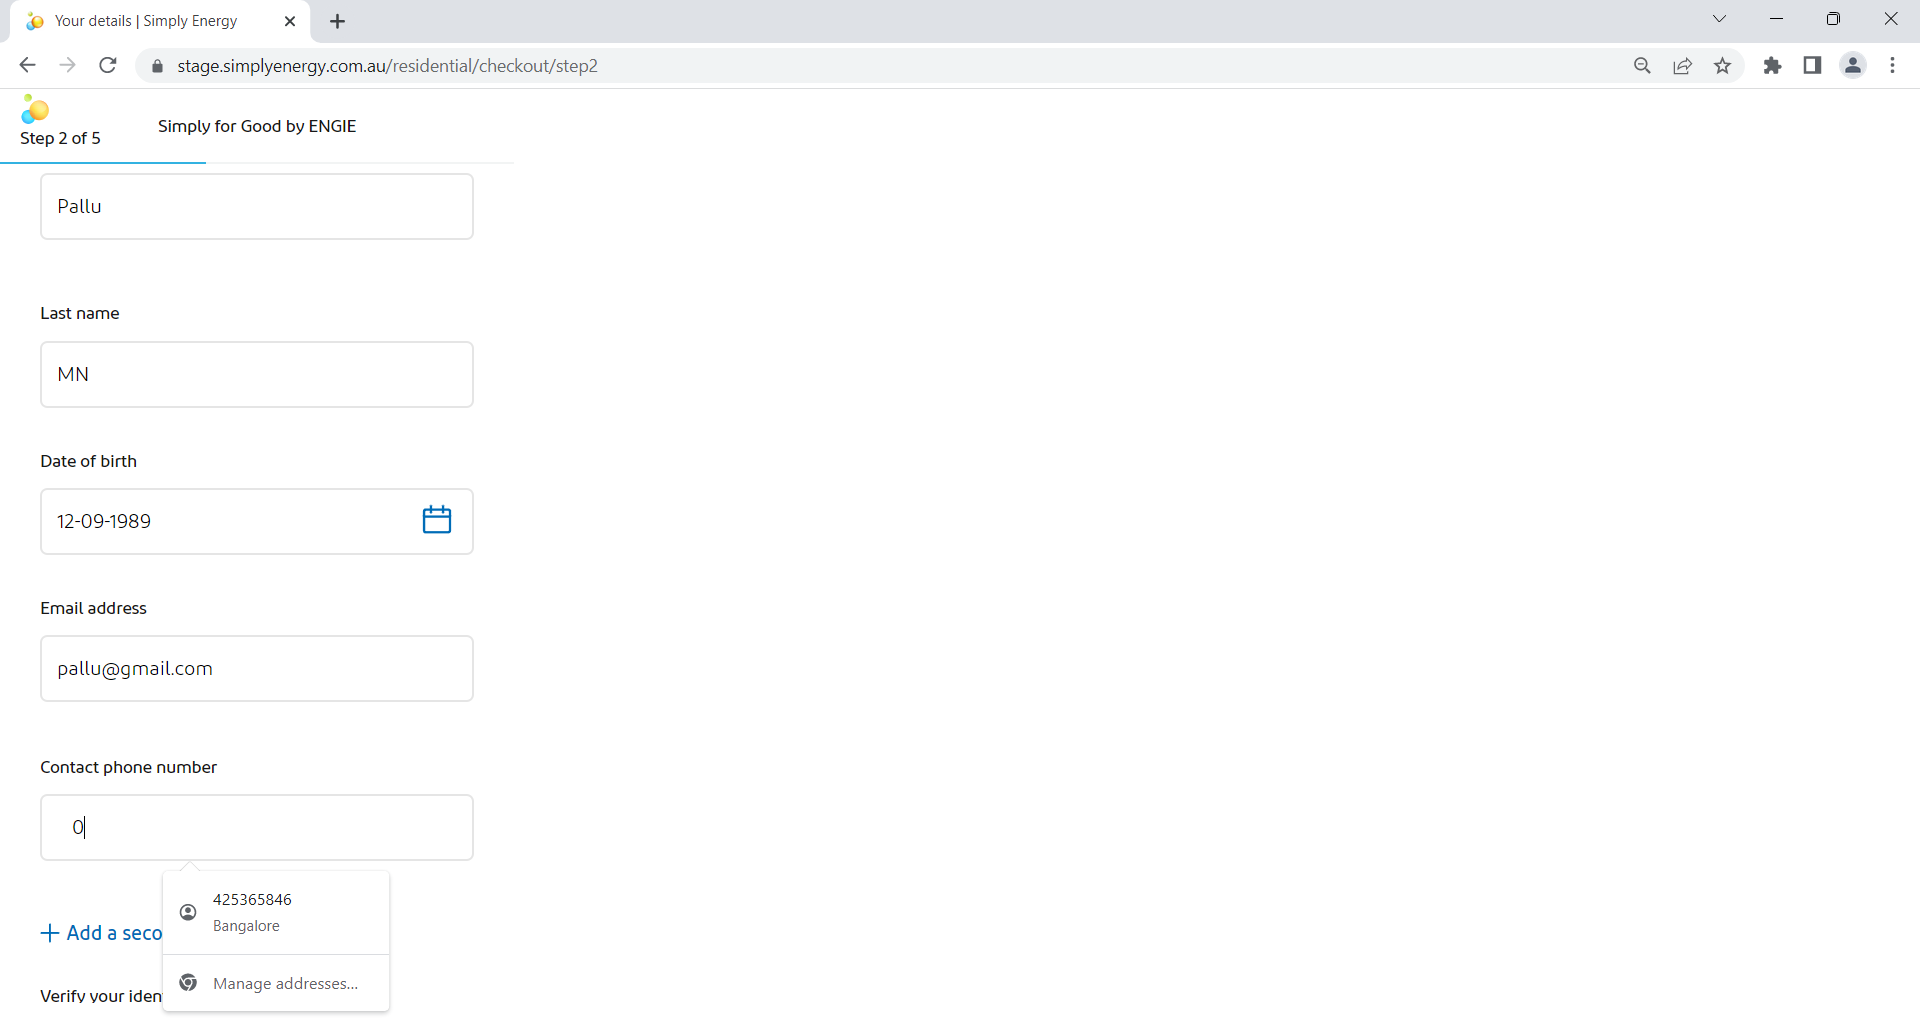 Your details | Simply Energy
stage.simplyenergy.com.au/residential/checkout/step2
Step 2 of 5
Simply for Good by ENGIE
Pallu
Last name
MN
Date of birth
12-09-1989
Email address
pallu@gmail.com
Contact phone number
0
425365846
Bangalore
+ Add a seco
Manage addresses...
Verify your iden